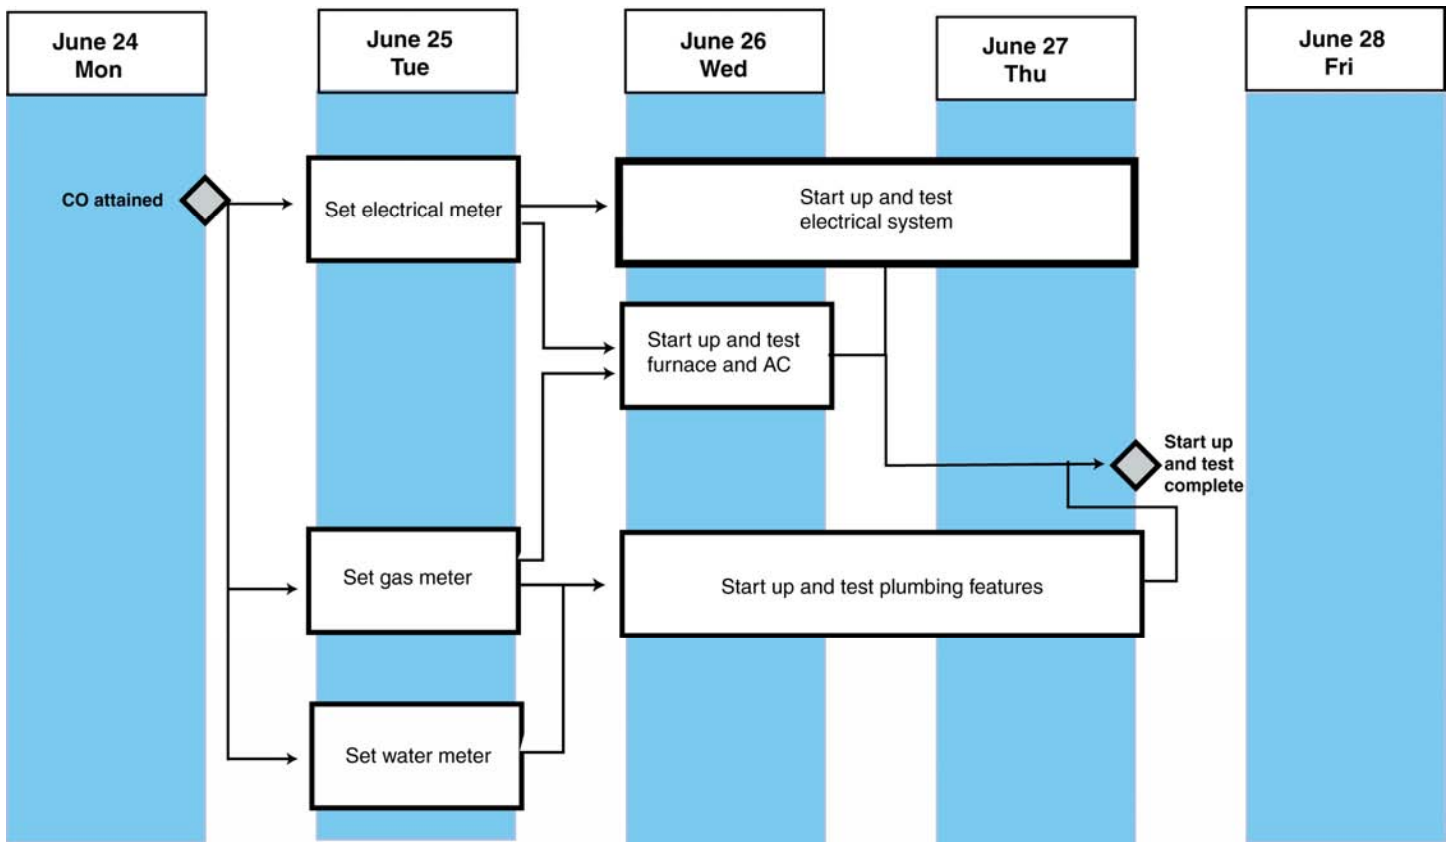 June 24
Mon
June 25
Tue
June 26
Wed
June 27
Thu
June 28
Fri
CO attained
Set electrical meter
Start up and test
electrical system
Start up and test
furnace and AC
Start up
and test
complete
Set gas meter
Start up and test plumbing features
Set water meter